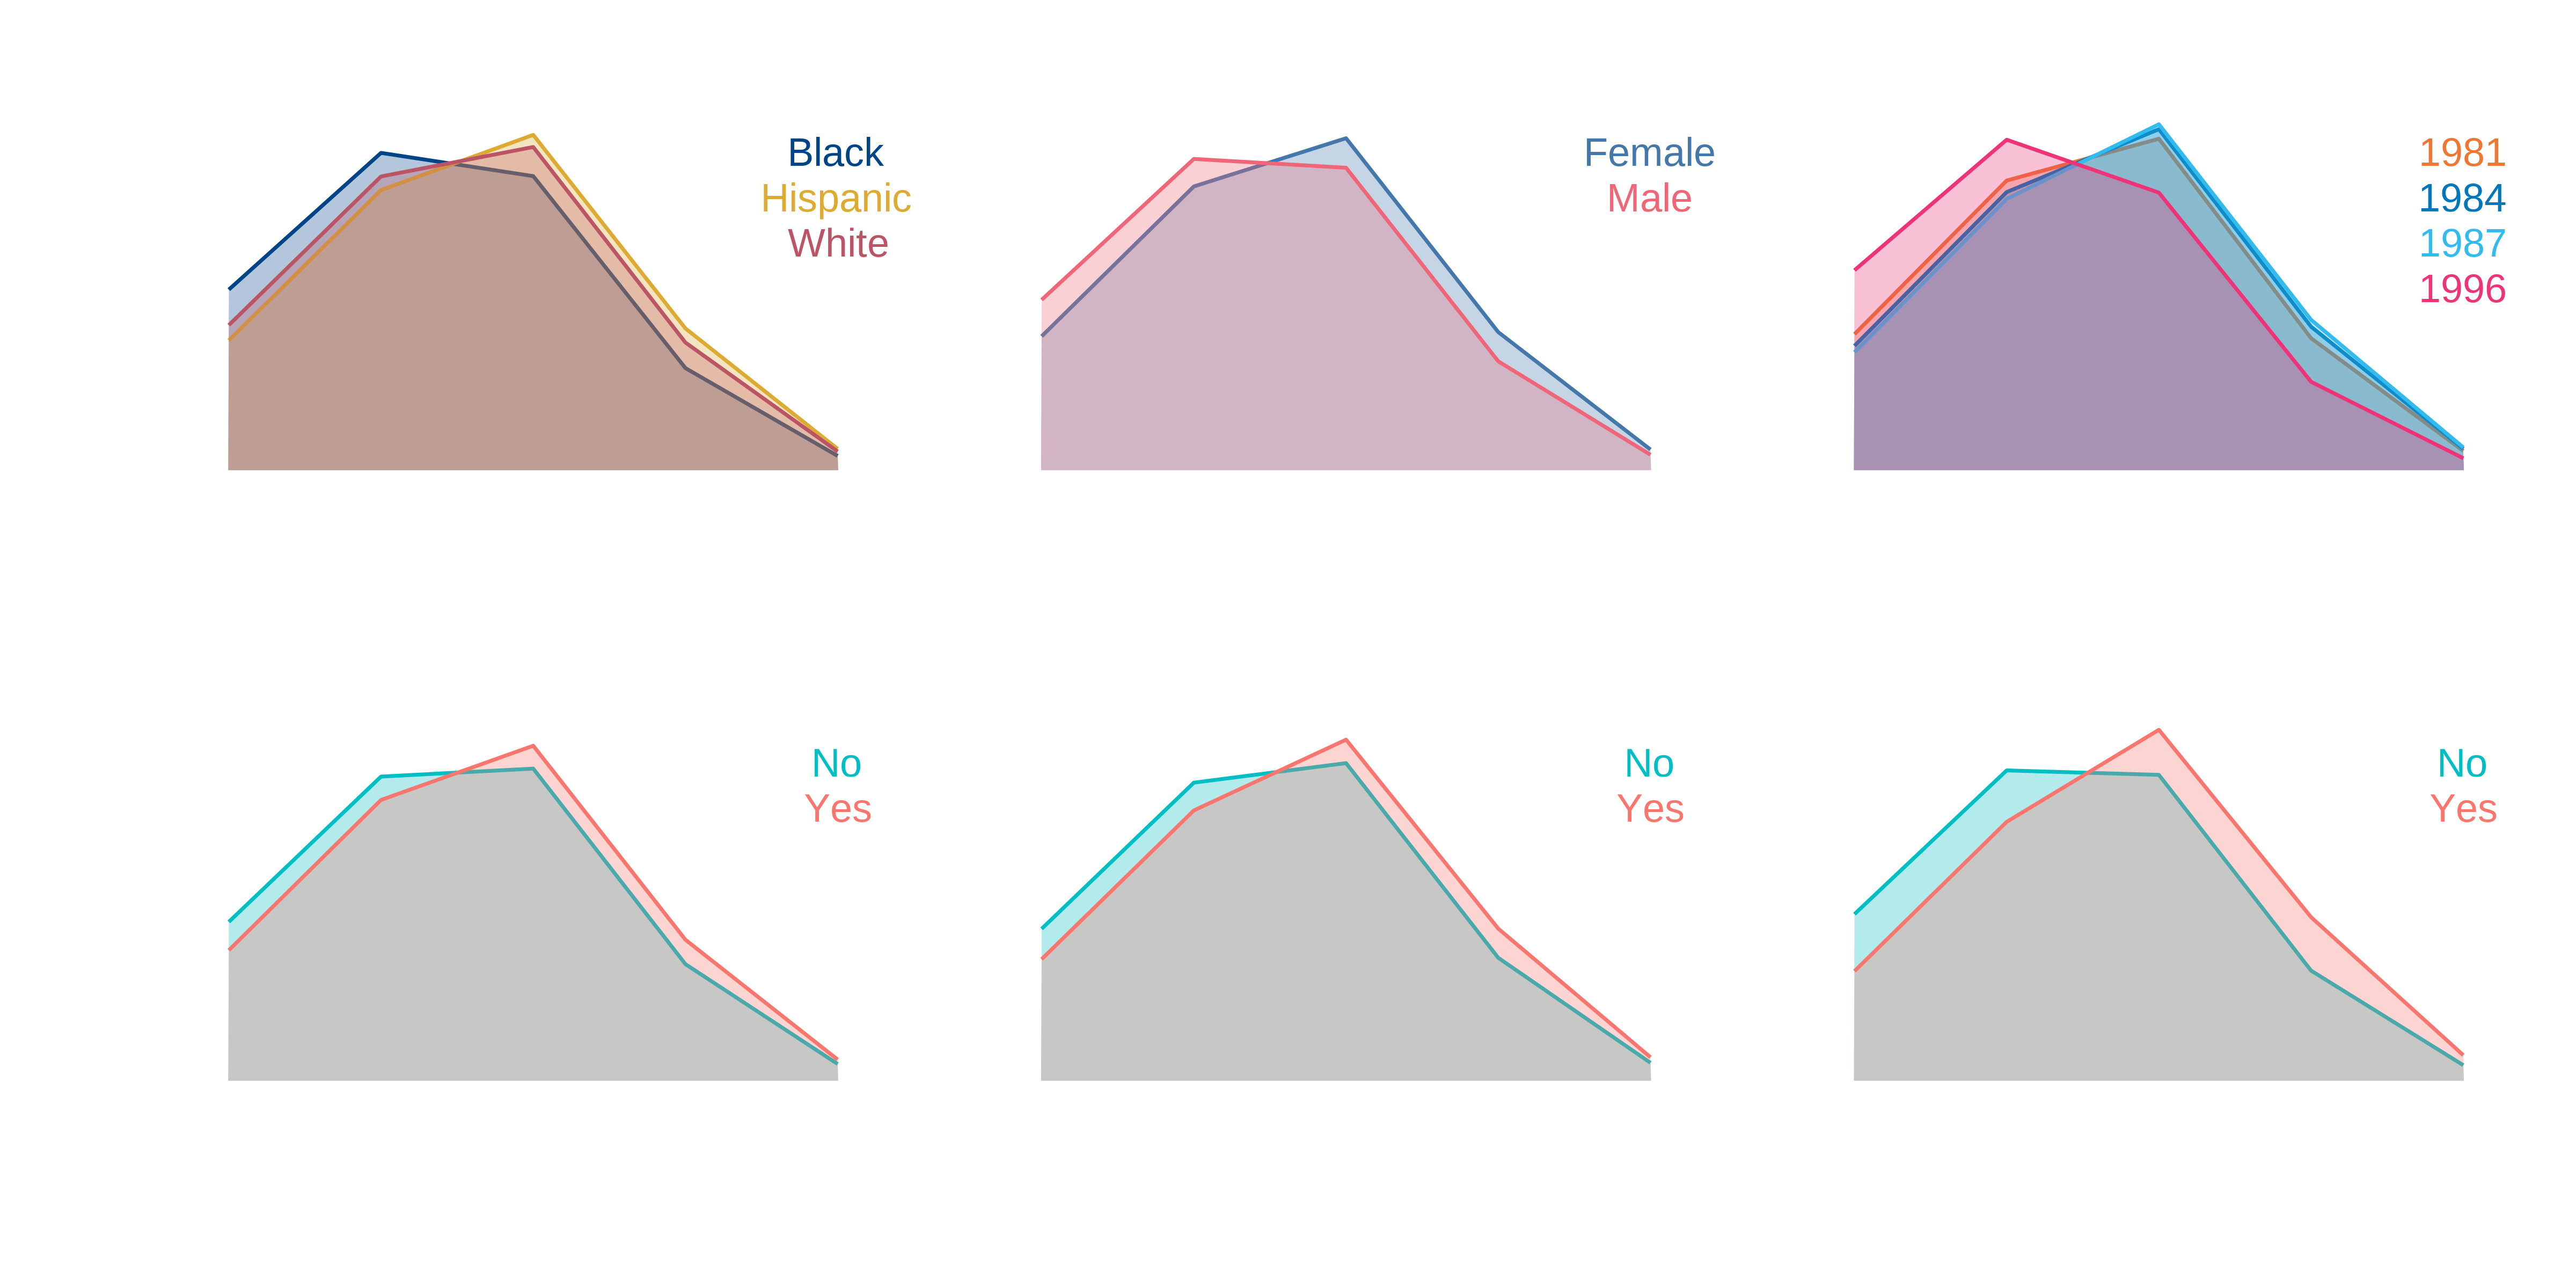 Black
Hispanic
White
Female
Male
1981
1984
1987
1996
No
Yes
No
Yes
No
Yes